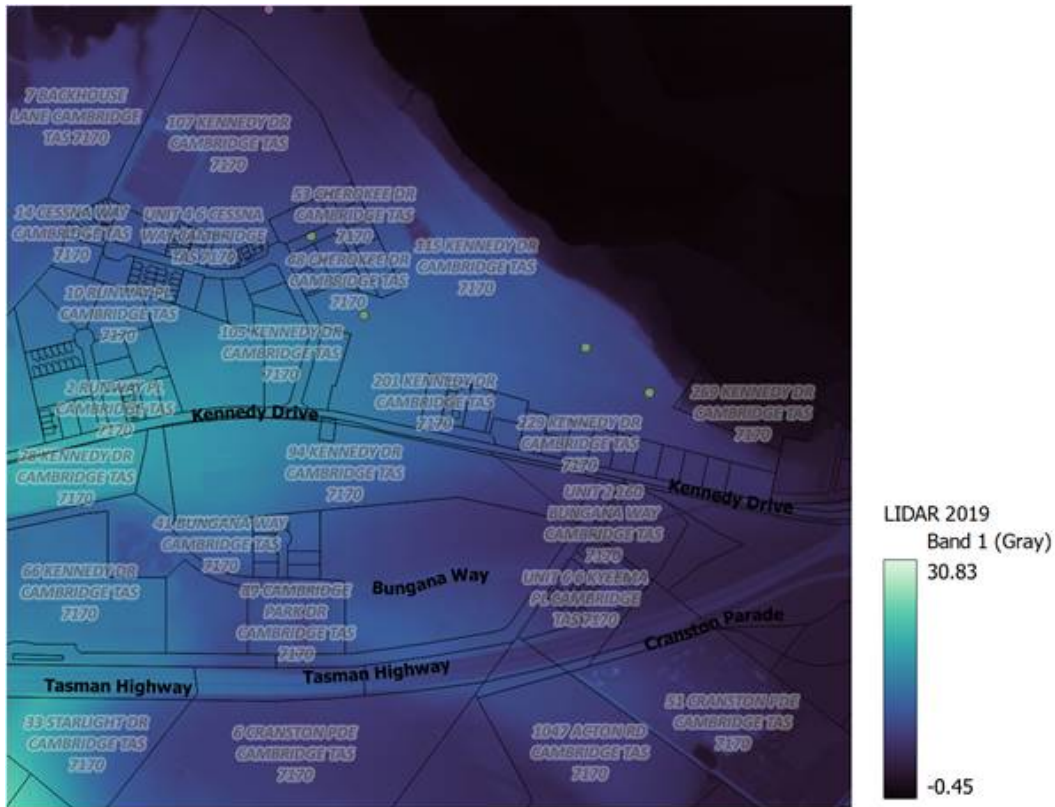 7 BACKHOUSE
LANE CAMBRIDGE
TAS 7170
107 KENNEDY DR
CAMBRIDGE TAS
7170
53 CHEROKEE DR
CAMBRIDGE TAS
7170
14 CESSNA WAY
CAMBRIDGE TAS
7170
UNIT 4 6 CESSNA
WAY CAMBRIDGE
TAS 7170
48 CHEROKEE DR
CAMBRIDGE TAS
7170
115 KENNEDY DR
CAMBRIDGE TAS
7170
10 RUNWAY PL
CAMBRIDGE TAS
7170
105 KENNEDY DR
CAMBRIDGE TAS
7170
2 RUNWAY PL
CAMBRIDGE TAS
7170
201 KENNEDY DR
CAMBRIDGE TAS
7170
263 KENNEDY DR
CAMBRIDGE TAS
7170
Kennedy Drive
229 KENNEDY DR
CAMBRIDGE TAS
7170
78 KENNEDY DR
CAMBRIDGE TAS
7170
94 KENNEDY DR
CAMBRIDGE TAS
7170
Kennedy Drive
UNIT 2 160
BUNGANA WAY
CAMBRIDGE TAS
7170
41 BUNGANA WAY
CAMBRIDGE TAS
7170
66 KENNEDY DR
CAMBRIDGE TAS
7170
89 CAMBRIDGE
PARK DR
CAMBRIDGE TAS
7170
Bungana Way
UNIT 6 8 KYEEMA
PL CAMBRIDGE
TAS 7170
Cranston Parade
Tasman Highway
Tasman Highway
33 STARLIGHT DR
CAMBRIDGE TAS
7170
6 CRANSTON PDE
CAMBRIDGE TAS
7170
1047 ACTON RD
CAMBRIDGE TAS
7170
51 CRANSTON PDE
CAMBRIDGE TAS
7170
LIDAR 2019
Band 1 (Gray)
30.83
-0.45